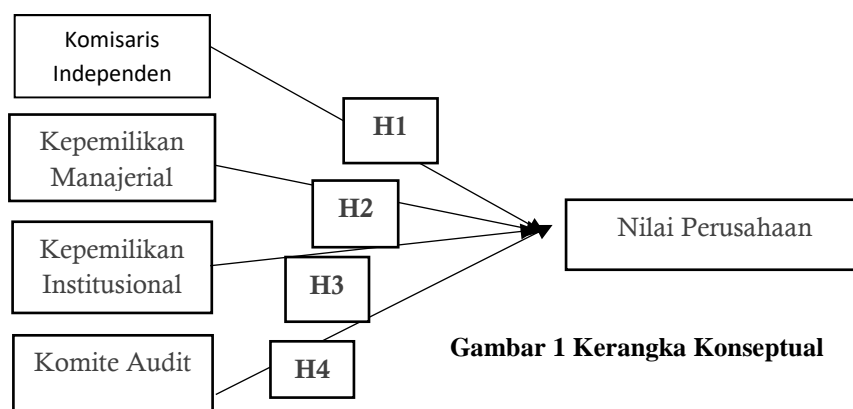 Komisaris
Independen
H1
Kepemilikan
Manajerial
H2
Nilai Perusahaan
Kepemilikan
Institusional
H3
Komite Audit
H4
Gambar 1 Kerangka Konseptual